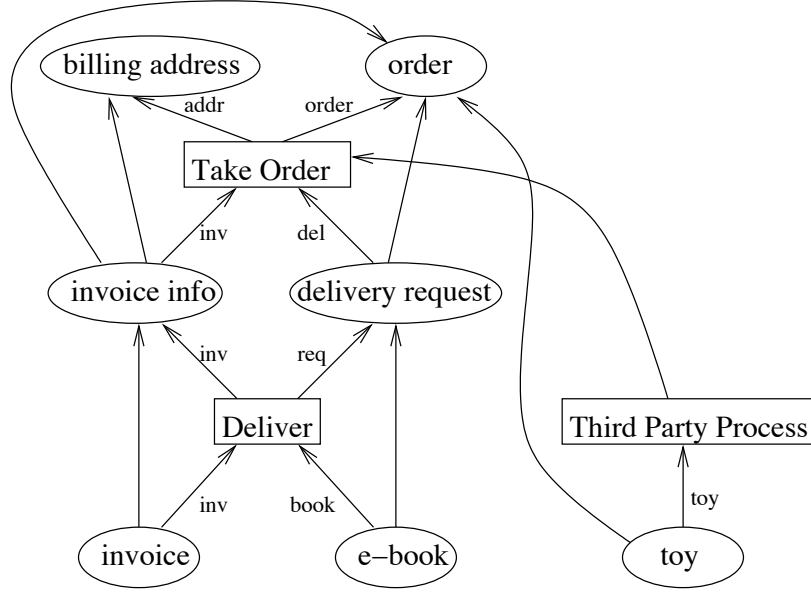 billing address
order
addr
order
Take Order
inv
del
invoice info
delivery request
inv
req
Deliver
Third Party Process
inv
book
toy
invoice
e−book
toy